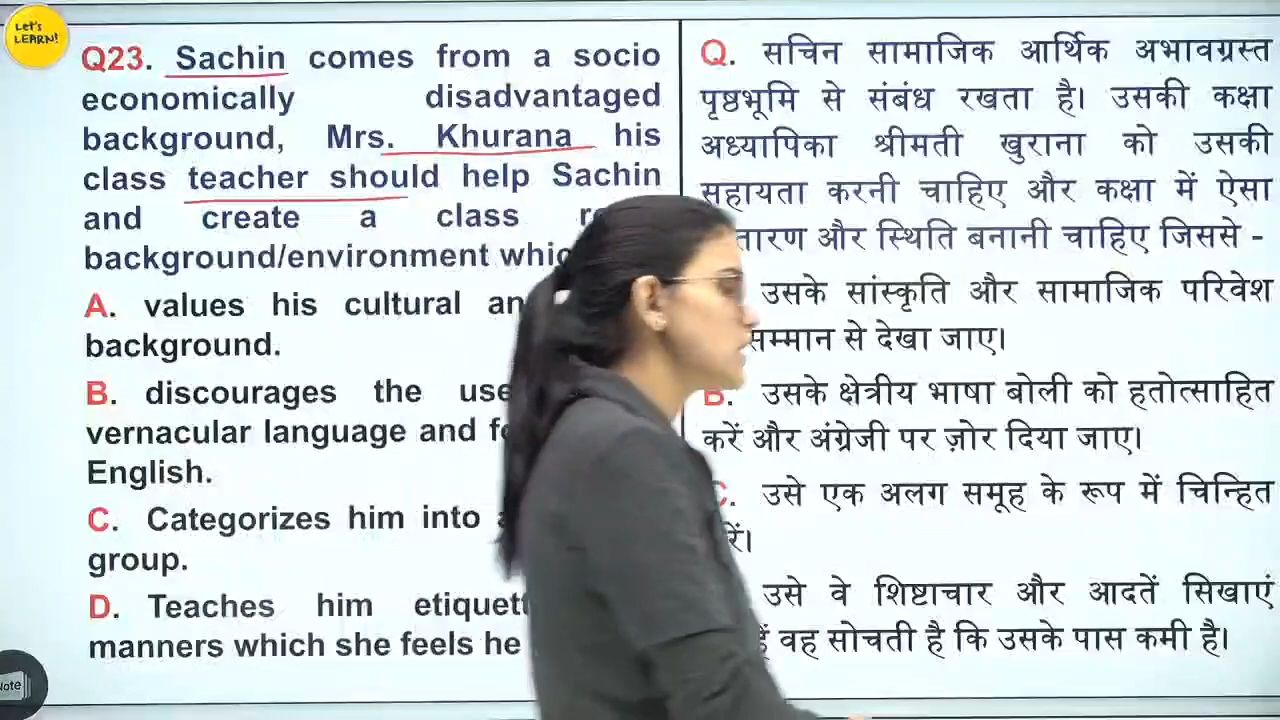 Let's
LEARN!
Q23. Sachin comes from a socio
economically disadvantaged
background, Mrs. Khurana his
class teacher should help Sachin
and create a class
background/environment
A. values his cultural
background.
B. discourages the use
vernacular language and
English.
C. Categorizes him into
group.
D. Teaches him
manners which she feels he
Q. सचिन सामाजिक आर्थिक अभावग्रस्त
पृष्ठभूमि से संबंध रखता है। उसकी कक्षा
अध्यापिका श्रीमती खुराना को उसकी
सहायता करनी चाहिए और कक्षा में ऐसा
और स्थिति बनानी चाहिए जिससे -
उसके सांस्कृति और सामाजिक परिवेश
सम्मान से देखा जाए।
B. उसके क्षेत्रीय भाषा बोली को हतोत्साहित
करें और अंग्रेजी पर ज़ोर दिया जाए।
C. उसे एक अलग समूह के रूप में चिन्हित
उसे वे शिष्टाचार और आदतें सिखाएं
वह सोचती है कि उसके पास कमी है।